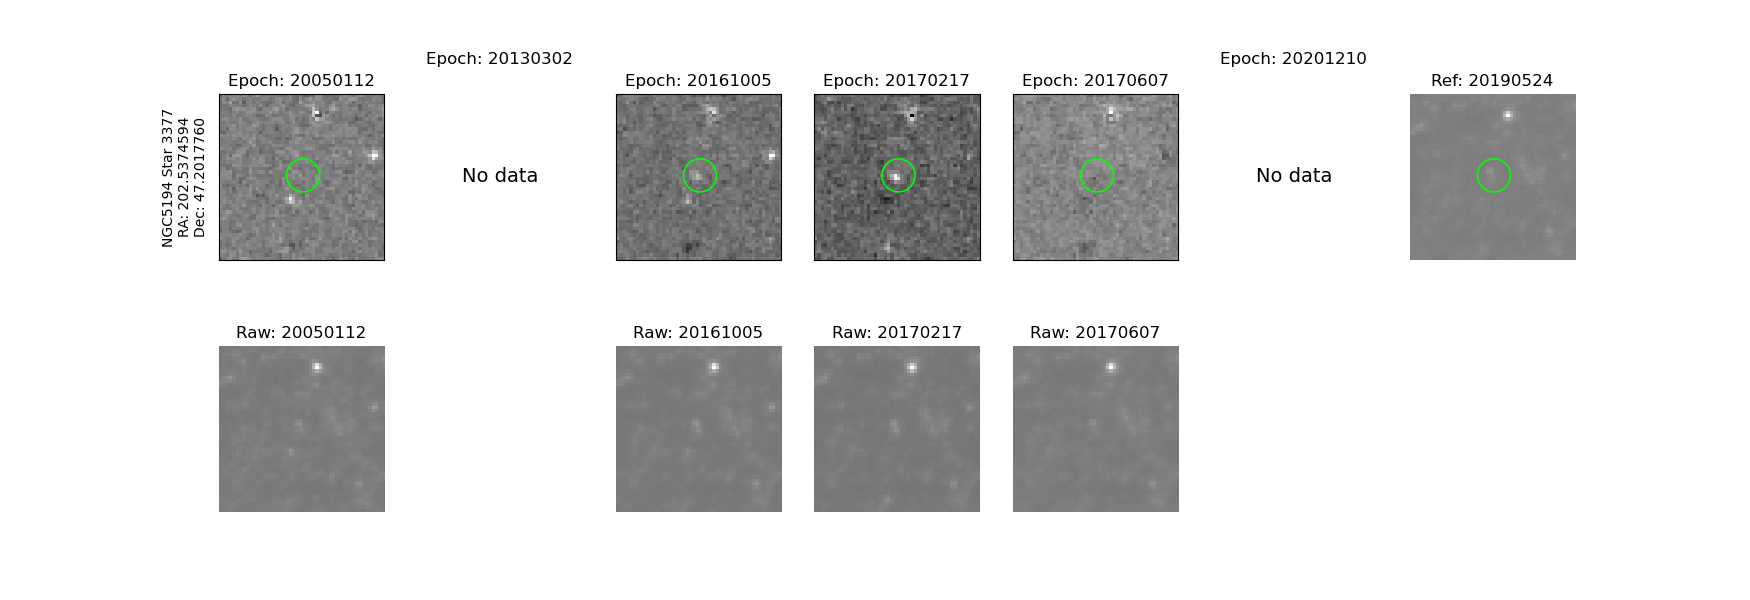 Epoch: 20130302
Epoch: 20201210
Epoch: 20050112
Epoch: 20161005
Epoch: 20170217
Epoch: 20170607
Ref: 20190524
NGC5194 Star 3377
RA: 202.5374594
Dec: 47.2017760
No data
No data
Raw: 20050112
Raw: 20161005
Raw: 20170217
Raw: 20170607